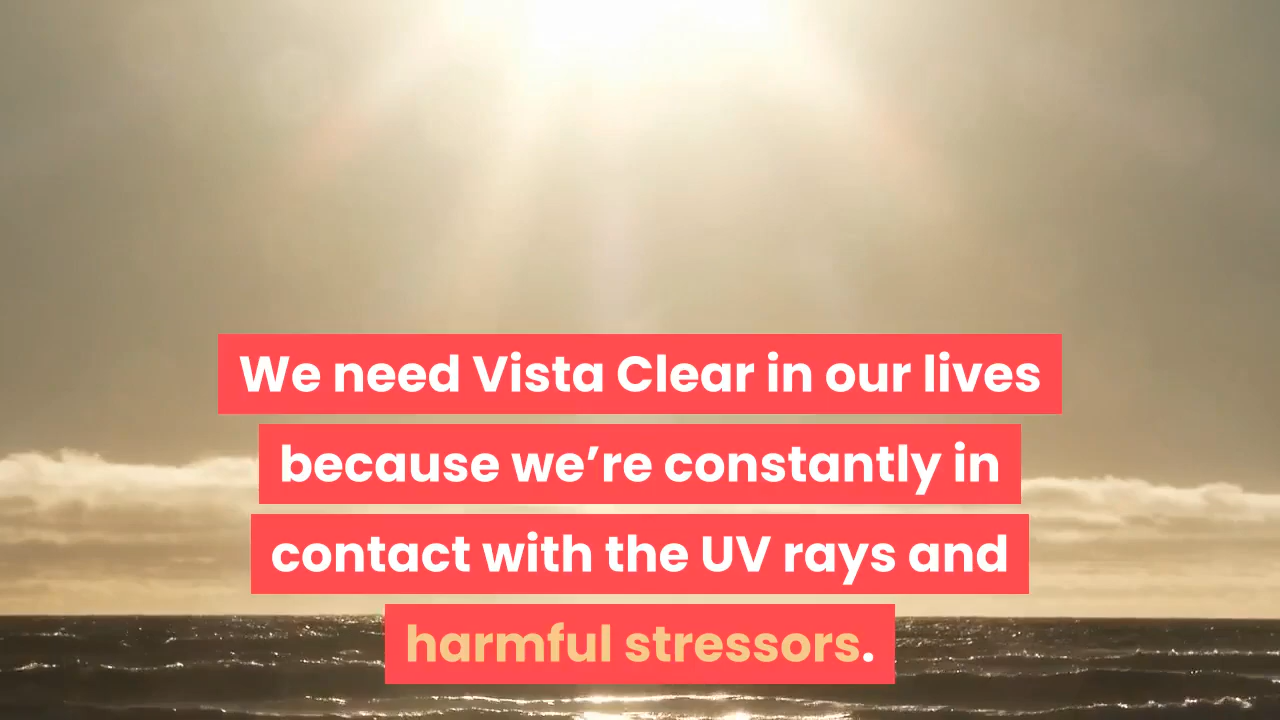 We need Vista Clear in our lives
because we’re constantly in
contact with the UV rays and
harmful stressors.